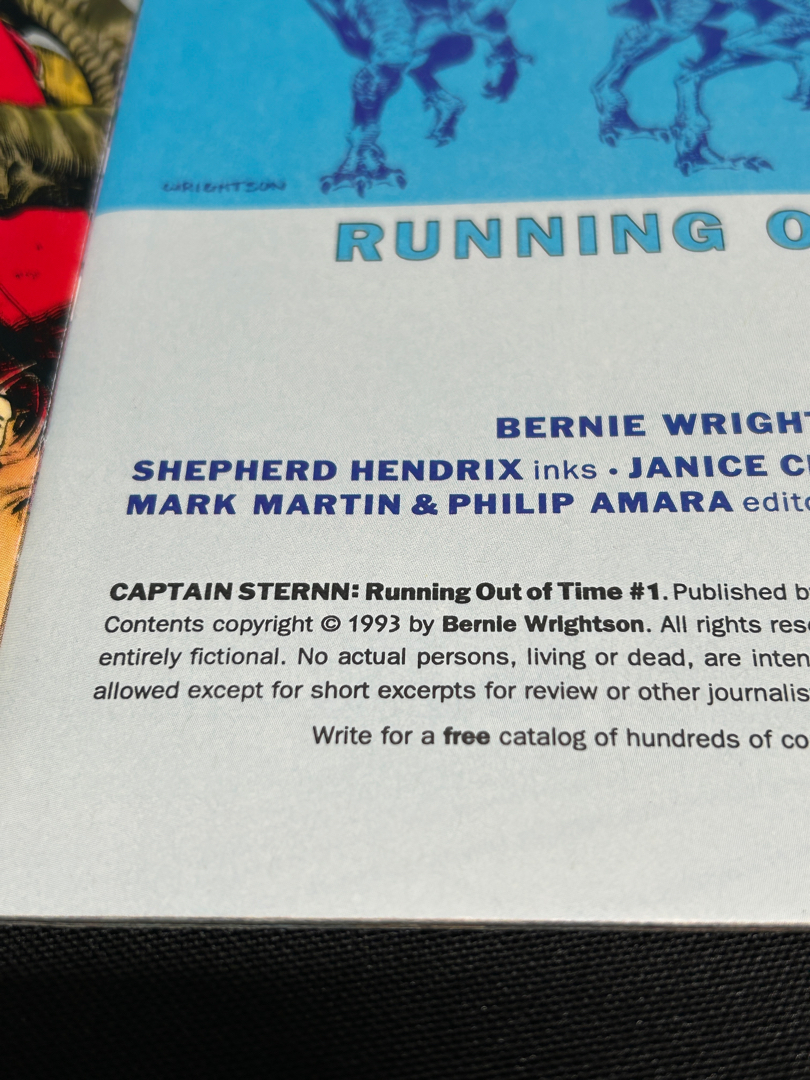 WRIGHTSON
RUNNING O
BERNIE WRIGHT
SHEPHERD HENDRIX inks • JANICE C
MARK MARTIN & PHILIP AMARA edito
CAPTAIN STERNN: Running Out of Time #1. Published b
Contents copyright © 1993 by Bernie Wrightson. All rights res
entirely fictional. No actual persons, living or dead, are inten
allowed except for short excerpts for review or other journalis
Write for a free catalog of hundreds of co